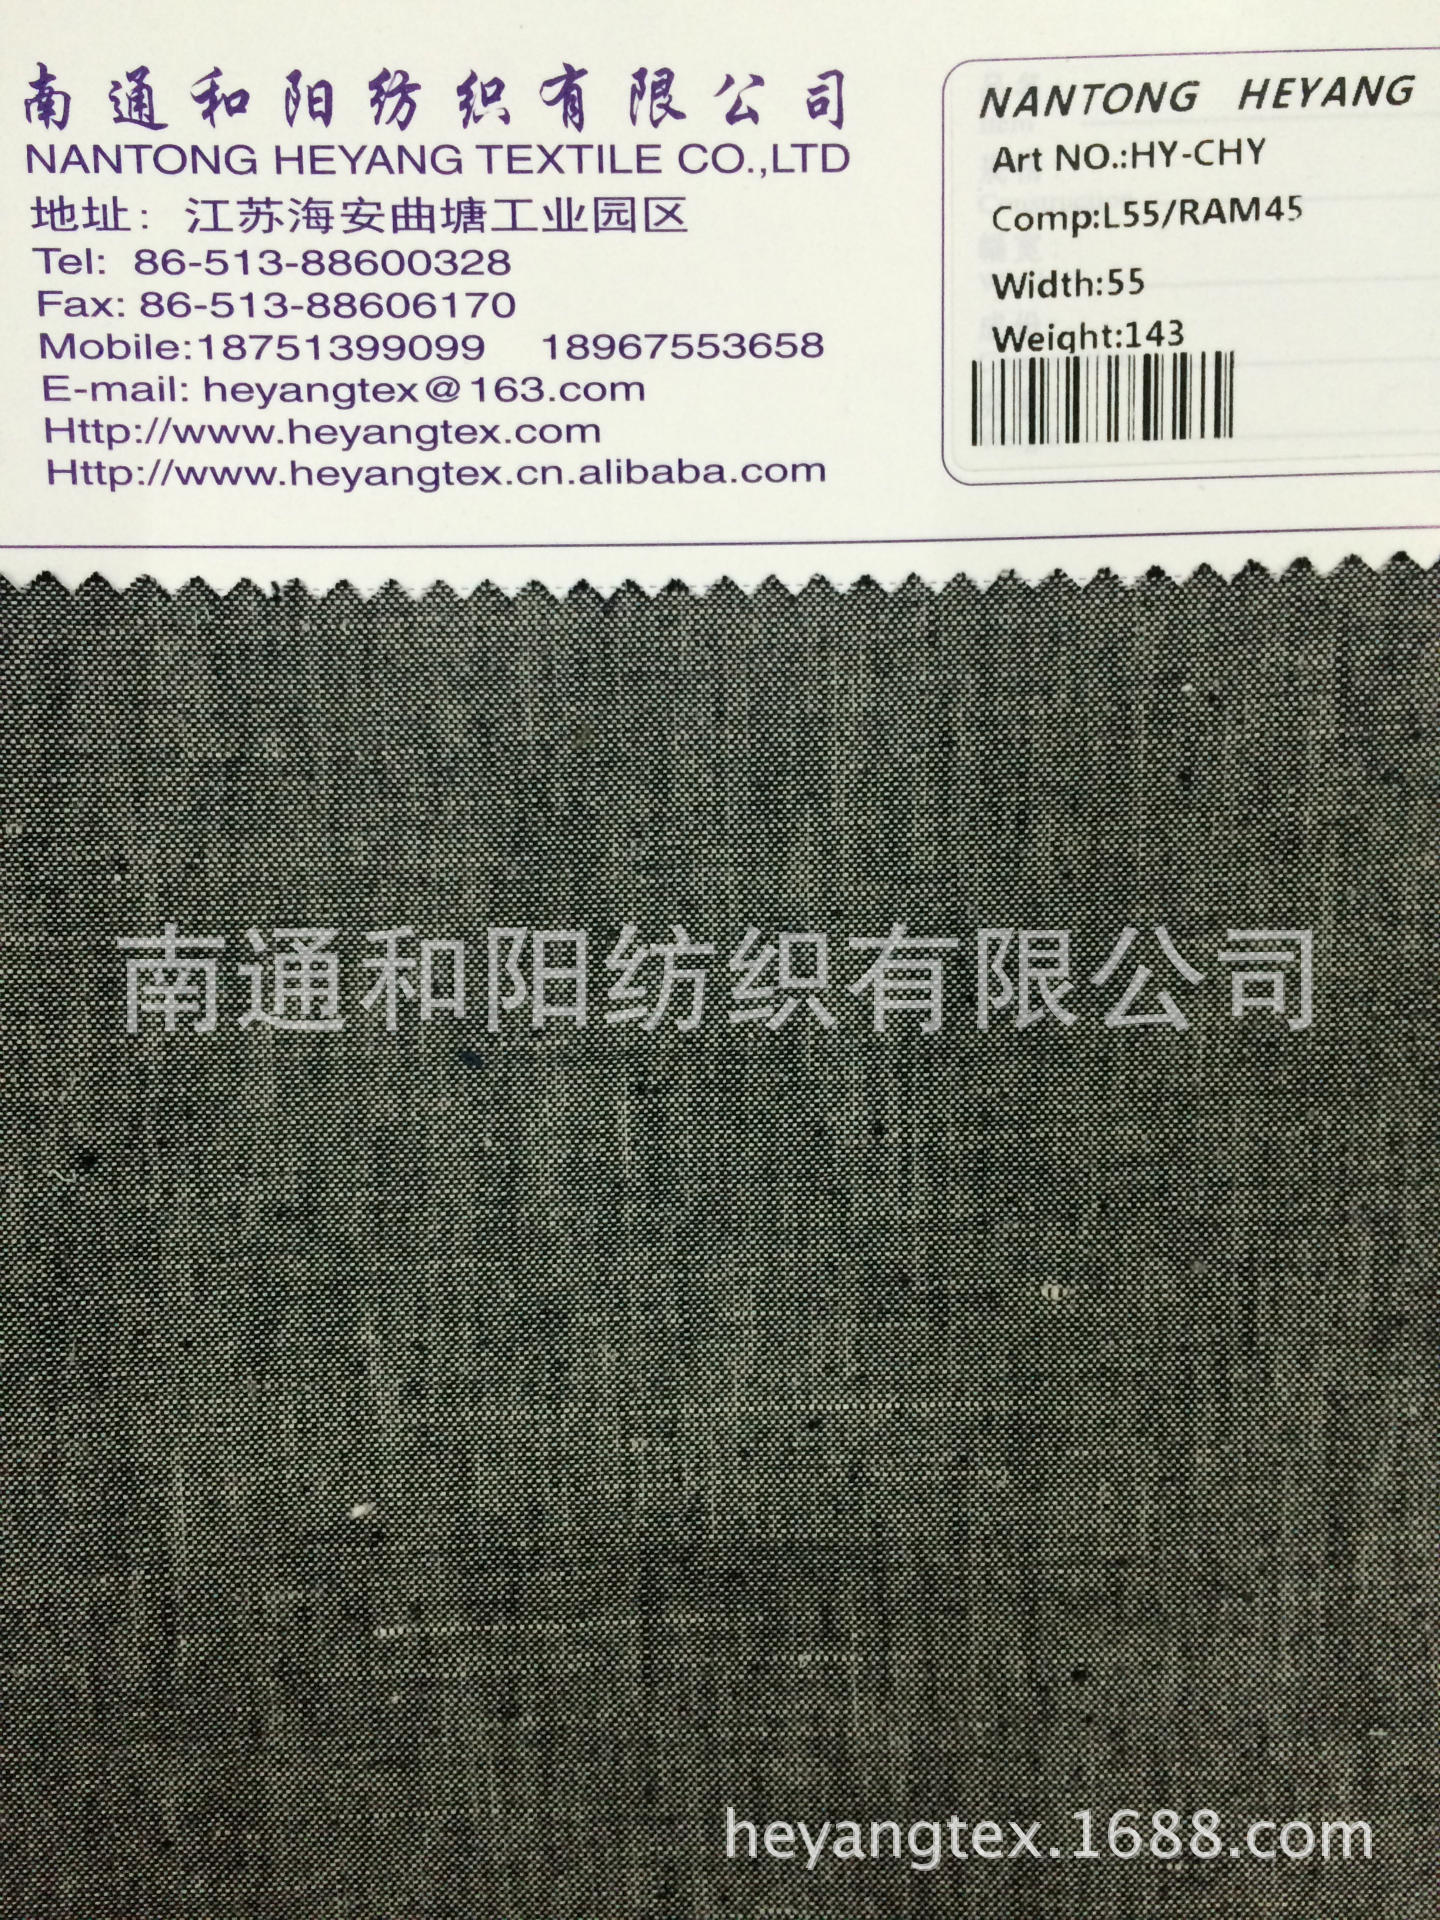 南通和阳纺织有限公司
NANTONG HEYANG TEXTILE CO.,LTD
地址：江苏海安曲塘工业园区
Tel: 86-513-88600328
Fax: 86-513-88606170
Mobile:18751399099 18967553658
E-mail: heyangtex@163.com
Http://www.heyangtex.com
Http://www.heyangtex.cn.alibaba.com
NANTONG HEYANG
Art NO.:HY-CHY
Comp:L55/RAM45
Width:55
Weight:143
南通和阳纺织有限公司
heyangtex.1688.com